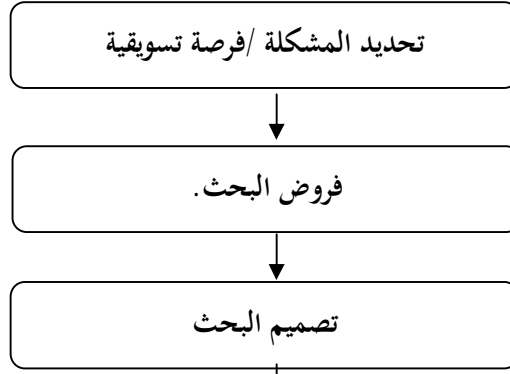 تحديد المشكلة /فرصة تسويقية
فروض البحث.
تصميم البحث